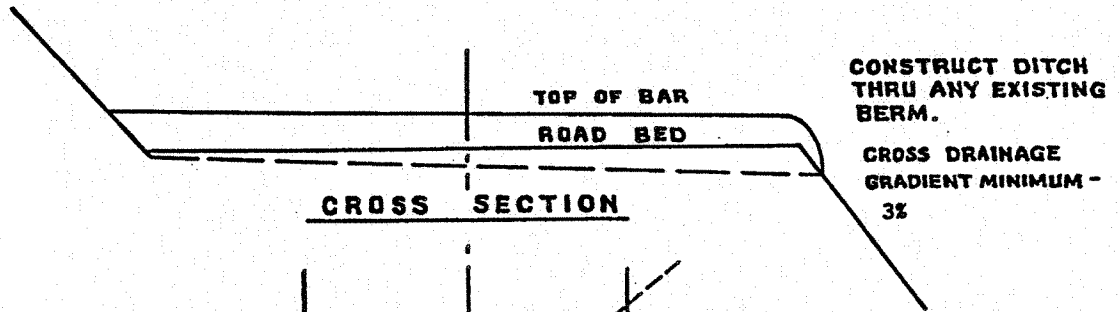 TOP OF BAR
ROAD BED
CROSS SECTION
CONSTRUCT DITCH
THRU ANY EXISTING
BERM.
CROSS DRAINAGE
GRADIENT MINIMUM -
3%